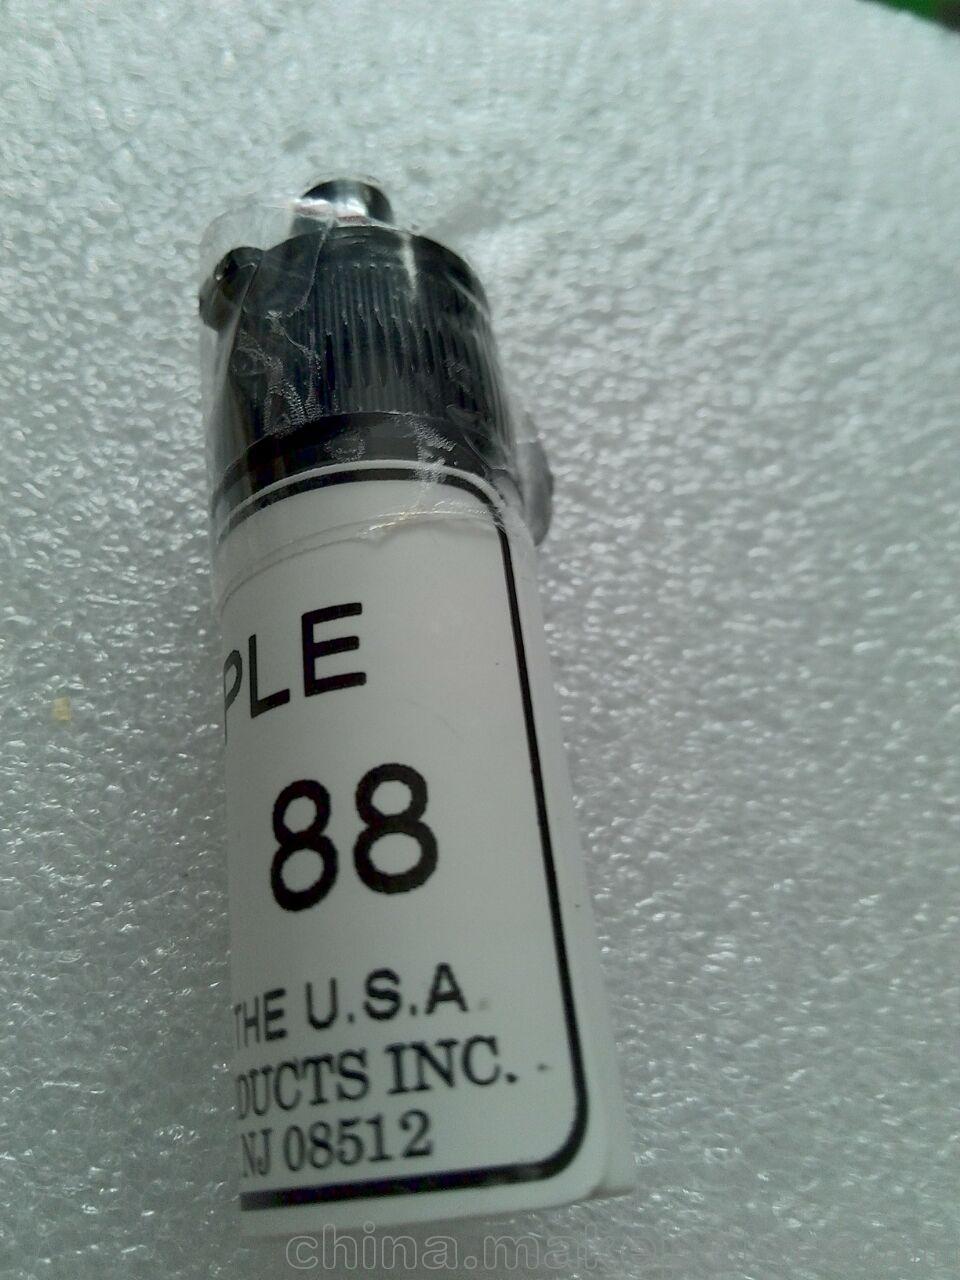 PLE
88
THE U.S.A
DUCTS INC.
NJ 08512
china.make